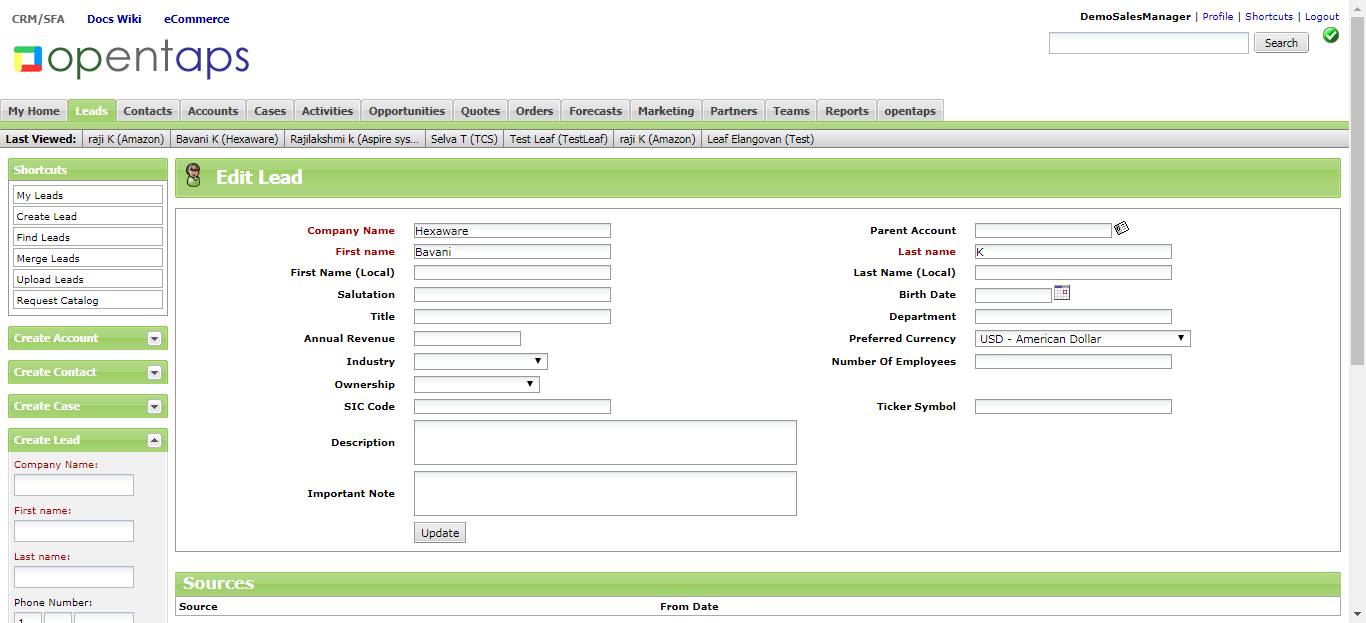 CRM/SFA Docs Wiki eCommerce
DemoSalesManager | Profile | Shortcuts | Logout
opentaps
Search
My Home Leads Contacts Accounts Cases Activities Opportunities Quotes Orders Forecasts Marketing Partners Teams Reports opentaps
Last Viewed: raji K (Amazon) Bavani K (Hexaware) Rajilakshmi k (Aspire sys... Selva T (TCS) Test Leaf (TestLeaf) raji K (Amazon) Leaf Elangovan (Test)
Shortcuts
My Leads
Create Lead
Find Leads
Merge Leads
Upload Leads
Request Catalog
Create Account
Create Contact
Create Case
Create Lead
Company Name:
First name:
Last name:
Phone Number:
1
Edit Lead
Company Name Hexaware Parent Account
First name Bavani Last name K
First Name (Local) Last Name (Local)
Salutation Birth Date
Title Department
Annual Revenue Preferred Currency USD - American Dollar
Industry Number Of Employees
Ownership
SIC Code Ticker Symbol
Description
Important Note
Update
Sources
Source From Date